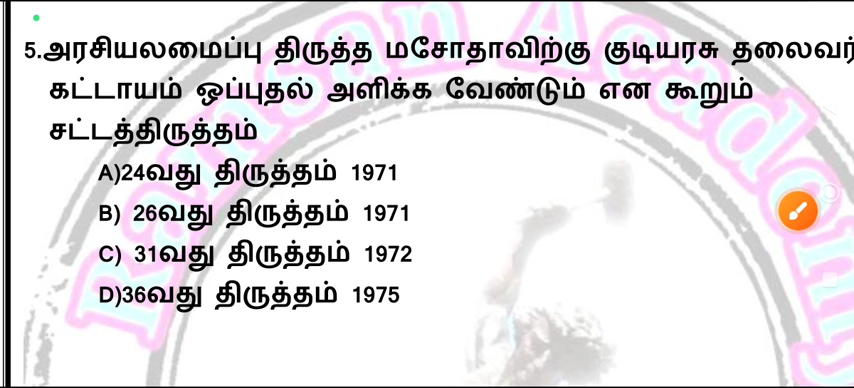 5.அரசியலமைப்பு திருத்த மசோதாவிற்கு குடியரசு தலைவர்
கட்டாயம் ஒப்புதல் அளிக்க வேண்டும் என கூறும்
சட்டத்திருத்தம்
A)24வது திருத்தம் 1971
B) 26வது திருத்தம் 1971
C) 31வது திருத்தம் 1972
D)36வது திருத்தம் 1975